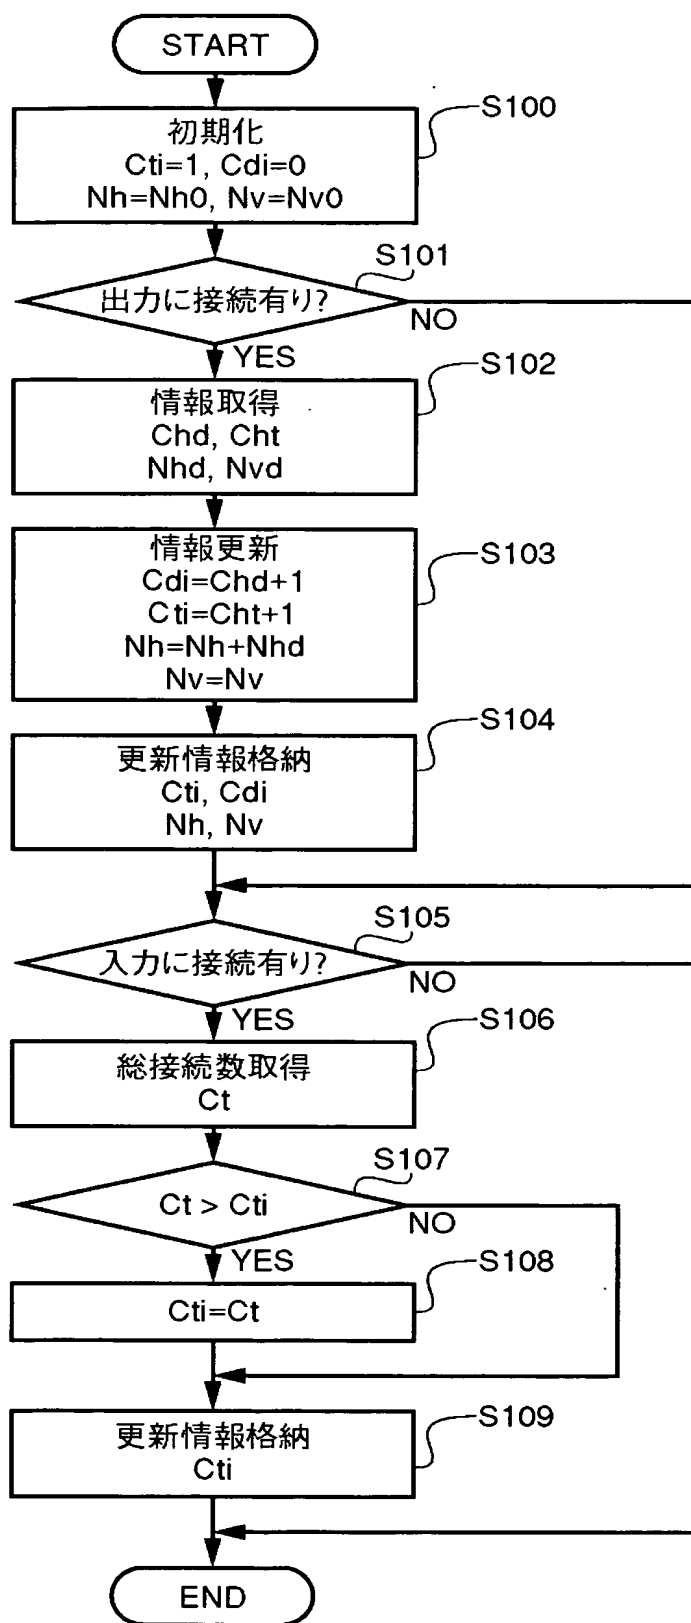 START
S100
初期化
Cti=1, Cdi=0
Nh=Nh0, Nv=Nv0
S101
出力に接続有り?
NO
YES
S102
情報取得
Chd, Cht
Nhd, Nvd
S103
情報更新
Cdi=Chd+1
Cti=Cht+1
Nh=Nh+Nhd
Nv=Nv
S104
更新情報格納
Cti, Cdi
Nh, Nv
S105
入力に接続有り?
NO
YES
S106
総接続数取得
Ct
S107
Ct > Cti
NO
YES
S108
Cti=Ct
S109
更新情報格納
Cti
END